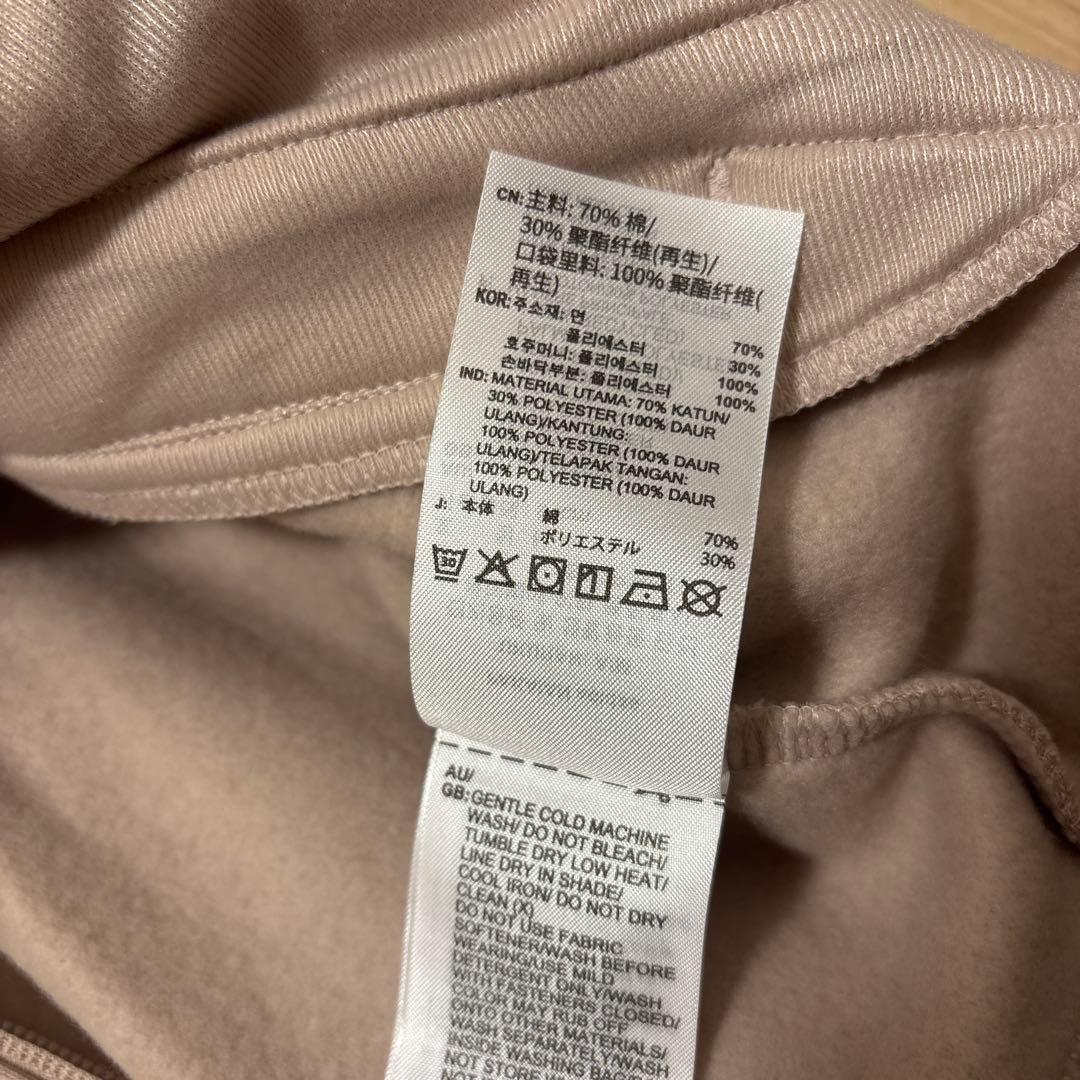 CN: 主料: 70% 棉/
30% 聚酯纤维(再生)/
口袋里料: 100% 聚酯纤维(
再生)
KOR: 주소재: 면 70%
폴리에스터 30%
호주머니: 폴리에스터 100%
손바닥부분: 폴리에스터 100%
IND: MATERIAL UTAMA: 70% KATUN/
30% POLYESTER (100% DAUR
ULANG)/KANTUNG:
100% POLYESTER (100% DAUR
ULANG)/TELAPAK TANGAN:
100% POLYESTER (100% DAUR
ULANG)
J: 本体 綿 70%
ポリエステル 30%
30
AU/
GB: GENTLE COLD MACHINE
WASH/ DO NOT BLEACH/
TUMBLE DRY LOW HEAT/
LINE DRY IN SHADE/
COOL IRON/ DO NOT DRY
CLEAN (X)
DO NOT USE FABRIC
SOFTENER/WASH BEFORE
WEARING/USE MILD
DETERGENT ONLY/WASH
WITH FASTENERS CLOSED/
COLOR MAY RUB OFF
ONTO OTHER MATERIALS/
WASH SEPARATELY/WASH
INSIDE WASHING BAG/
NOT STORE